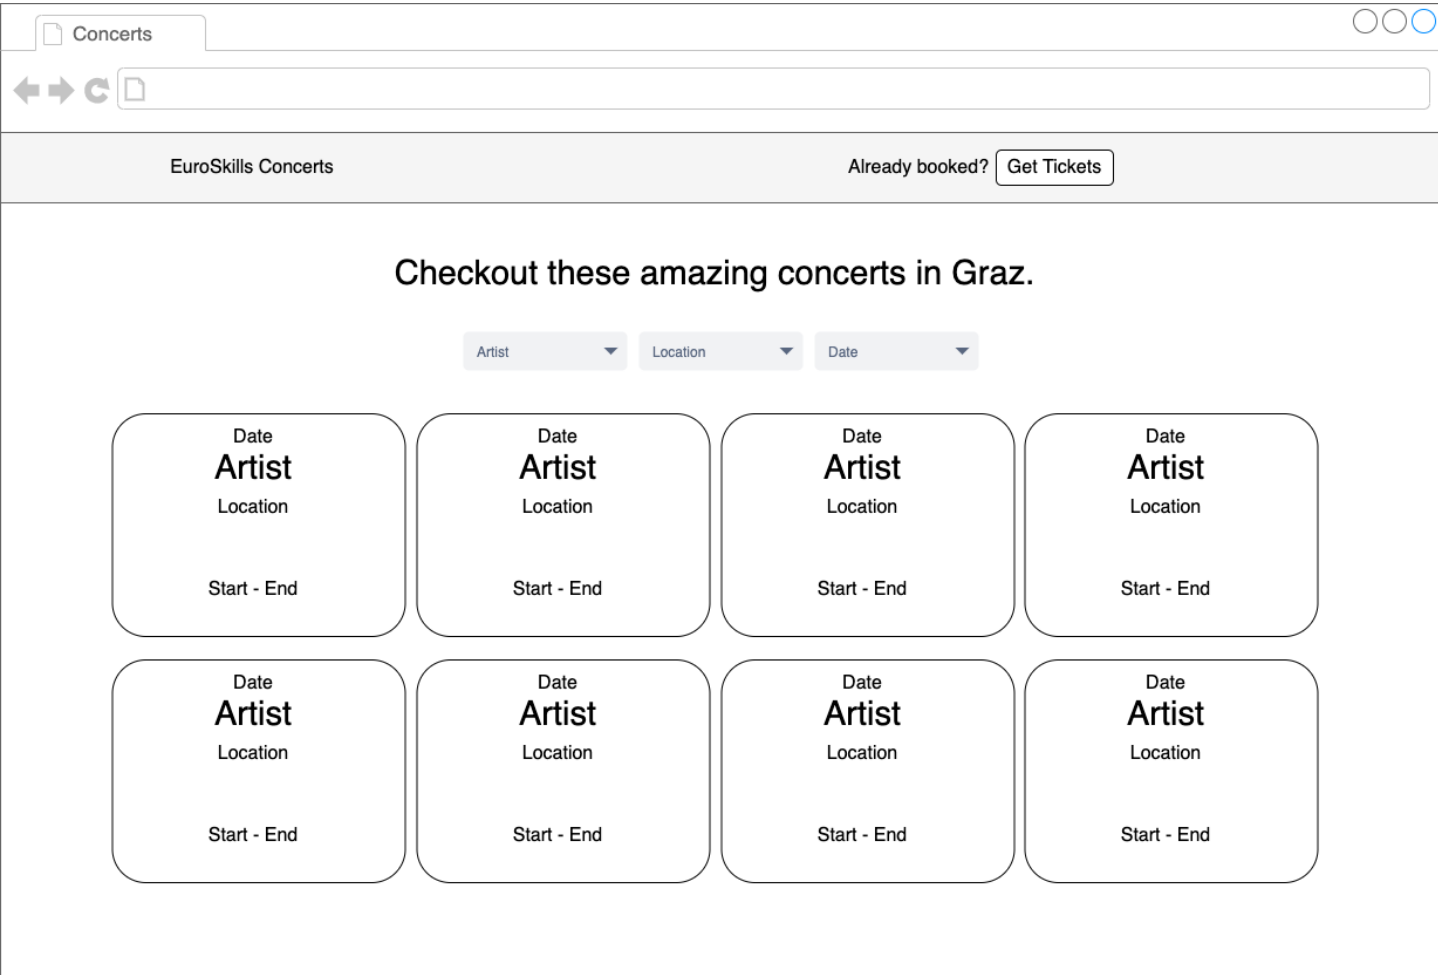 Concerts
EuroSkills Concerts
Already booked? Get Tickets
Checkout these amazing concerts in Graz.
Artist Location Date
Date Date Date Date
Artist Artist Artist Artist
Location Location Location Location
Start - End Start - End Start - End Start - End
Date Date Date Date
Artist Artist Artist Artist
Location Location Location Location
Start - End Start - End Start - End Start - End